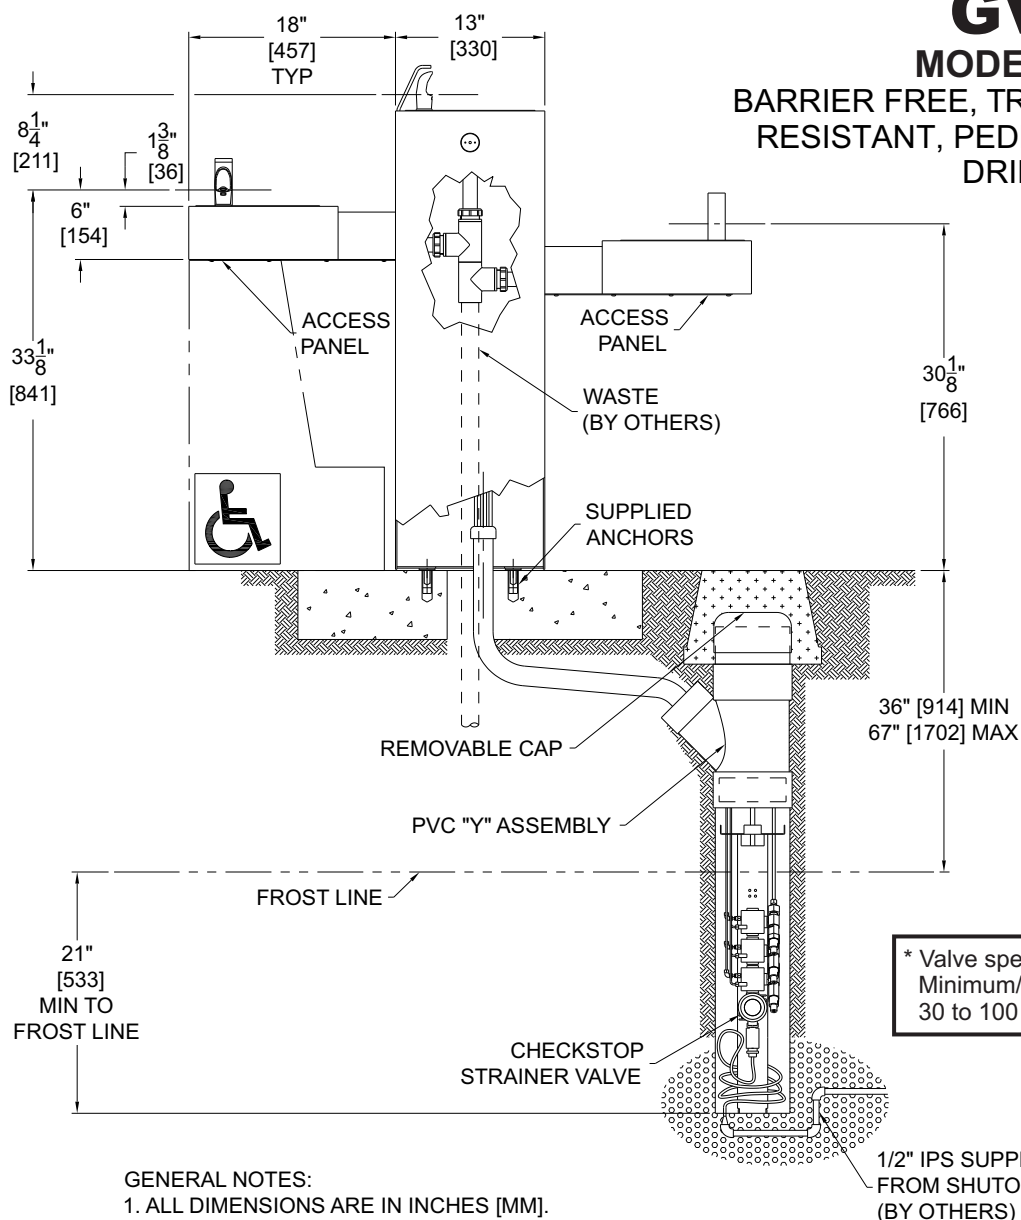 GV
MODE
BARRIER FREE, TR
RESISTANT, PED
DRI
18"
[457]
TYP
13"
[330]
8 1/4"
[211]
1 3/8"
[36]
6"
[154]
ACCESS
PANEL
ACCESS
PANEL
33 1/8"
[841]
30 1/8"
[766]
WASTE
(BY OTHERS)
SUPPLIED
ANCHORS
36" [914] MIN
67" [1702] MAX
REMOVABLE CAP
PVC "Y" ASSEMBLY
FROST LINE
21"
[533]
MIN TO
FROST LINE
* Valve spe
Minimum/
30 to 100
CHECKSTOP
STRAINER VALVE
1/2" IPS SUPPL
FROM SHUTO
(BY OTHERS)
GENERAL NOTES:
1. ALL DIMENSIONS ARE IN INCHES [MM].